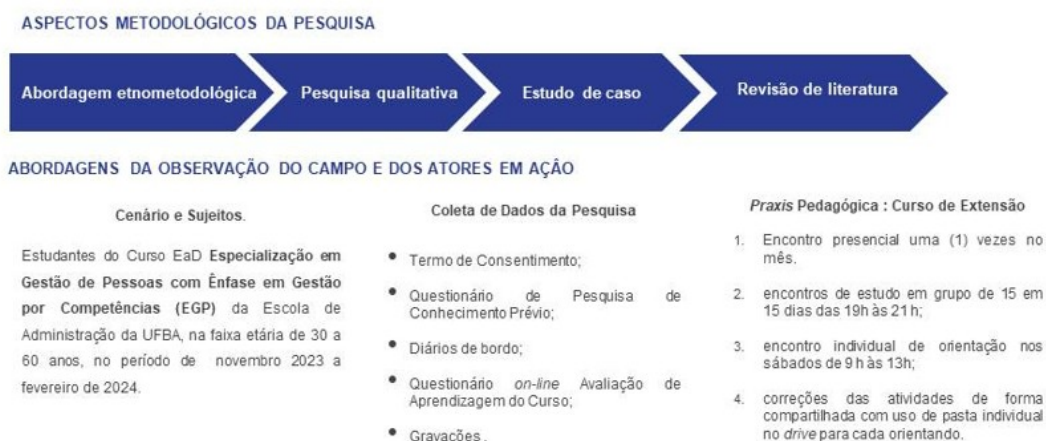 ASPECTOS METODOLÓGICOS DA PESQUISA
Abordagem etnometodológica
Pesquisa qualitativa
Estudo de caso
Revisão de literatura
ABORDAGENS DA OBSERVAÇÃO DO CAMPO E DOS ATORES EM AÇÃO
Cenário e Sujeitos.
Estudantes do Curso EaD Especialização em
Gestão de Pessoas com Ênfase em Gestão
por Competências (EGP) da Escola de
Administração da UFBA, na faixa etária de 30 a
60 anos, no período de novembro 2023 a
fevereiro de 2024.
Coleta de Dados da Pesquisa
• Termo de Consentimento;
• Questionário de Pesquisa de
Conhecimento Prévio;
• Diários de bordo;
• Questionário on-line Avaliação de
Aprendizagem do Curso;
• Gravações .
Praxis Pedagógica : Curso de Extensão
1. Encontro presencial uma (1) vezes no
mês.
2. encontros de estudo em grupo de 15 em
15 dias das 19h às 21h;
3. encontro individual de orientação nos
sábados de 9h às 13h;
4. correções das atividades de forma
compartilhada com uso de pasta individual
no drive para cada orientando.